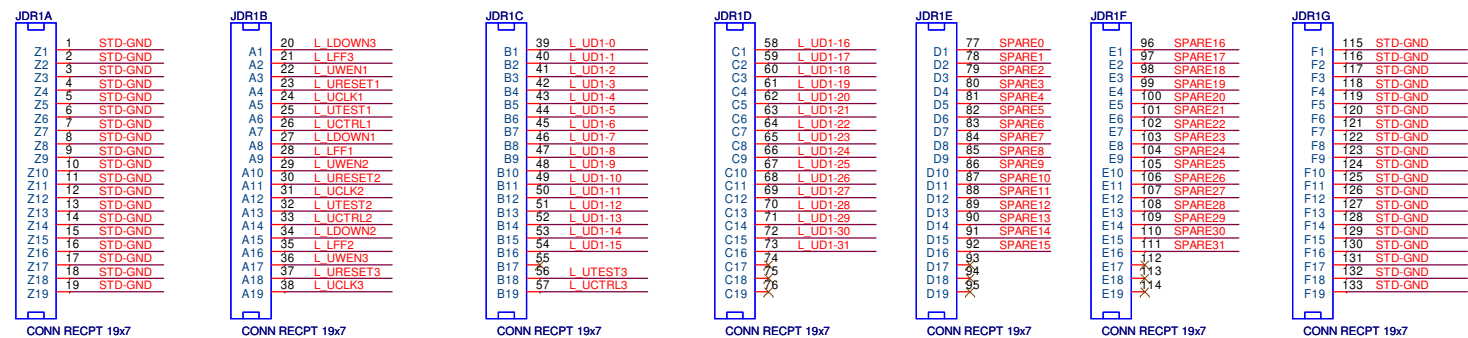 JDR1A
Z1 1 STD-GND
Z2 2 STD-GND
Z3 3 STD-GND
Z4 4 STD-GND
Z5 5 STD-GND
Z6 6 STD-GND
Z7 7 STD-GND
Z8 8 STD-GND
Z9 9 STD-GND
Z10 10 STD-GND
Z11 11 STD-GND
Z12 12 STD-GND
Z13 13 STD-GND
Z14 14 STD-GND
Z15 15 STD-GND
Z16 16 STD-GND
Z17 17 STD-GND
Z18 18 STD-GND
Z19 19 STD-GND
CONN RECPT 19x7
JDR1B
A1 20 L_LDOWN3
A2 21 L_LFF3
A3 22 L_UWEN1
A4 23 L_URESET1
A5 24 L_UCLK1
A6 25 L_UTEST1
A7 26 L_UCTRL1
A8 27 L_LDOWN1
A9 28 L_LFF1
A10 29 L_UWEN2
A11 30 L_URESET2
A12 31 L_UCLK2
A13 32 L_UTEST2
A14 33 L_UCTRL2
A15 34 L_LDOWN2
A16 35 L_LFF2
A17 36 L_UWEN3
A18 37 L_URESET3
A19 38 L_UCLK3
CONN RECPT 19x7
JDR1C
B1 39 L_UD1-0
B2 40 L_UD1-1
B3 41 L_UD1-2
B4 42 L_UD1-3
B5 43 L_UD1-4
B6 44 L_UD1-5
B7 45 L_UD1-6
B8 46 L_UD1-7
B9 47 L_UD1-8
B10 48 L_UD1-9
B11 49 L_UD1-10
B12 50 L_UD1-11
B13 51 L_UD1-12
B14 52 L_UD1-13
B15 53 L_UD1-14
B16 54 L_UD1-15
B17 55
B18 56 L_UTEST3
B19 57 L_UCTRL3
CONN RECPT 19x7
JDR1D
C1 58 L_UD1-16
C2 59 L_UD1-17
C3 60 L_UD1-18
C4 61 L_UD1-19
C5 62 L_UD1-20
C6 63 L_UD1-21
C7 64 L_UD1-22
C8 65 L_UD1-23
C9 66 L_UD1-24
C10 67 L_UD1-25
C11 68 L_UD1-26
C12 69 L_UD1-27
C13 70 L_UD1-28
C14 71 L_UD1-29
C15 72 L_UD1-30
C16 73 L_UD1-31
C17 74
C18 75
C19 76
CONN RECPT 19x7
JDR1E
D1 77 SPARE0
D2 78 SPARE1
D3 79 SPARE2
D4 80 SPARE3
D5 81 SPARE4
D6 82 SPARE5
D7 83 SPARE6
D8 84 SPARE7
D9 85 SPARE8
D10 86 SPARE9
D11 87 SPARE10
D12 88 SPARE11
D13 89 SPARE12
D14 90 SPARE13
D15 91 SPARE14
D16 92 SPARE15
D17 93
D18 94
D19 95
CONN RECPT 19x7
JDR1F
E1 96 SPARE16
E2 97 SPARE17
E3 98 SPARE18
E4 99 SPARE19
E5 100 SPARE20
E6 101 SPARE21
E7 102 SPARE22
E8 103 SPARE23
E9 104 SPARE24
E10 105 SPARE25
E11 106 SPARE26
E12 107 SPARE27
E13 108 SPARE28
E14 109 SPARE29
E15 110 SPARE30
E16 111 SPARE31
E17 112
E18 113
E19 114
CONN RECPT 19x7
JDR1G
F1 115 STD-GND
F2 116 STD-GND
F3 117 STD-GND
F4 118 STD-GND
F5 119 STD-GND
F6 120 STD-GND
F7 121 STD-GND
F8 122 STD-GND
F9 123 STD-GND
F10 124 STD-GND
F11 125 STD-GND
F12 126 STD-GND
F13 127 STD-GND
F14 128 STD-GND
F15 129 STD-GND
F16 130 STD-GND
F17 131 STD-GND
F18 132 STD-GND
F19 133 STD-GND
CONN RECPT 19x7